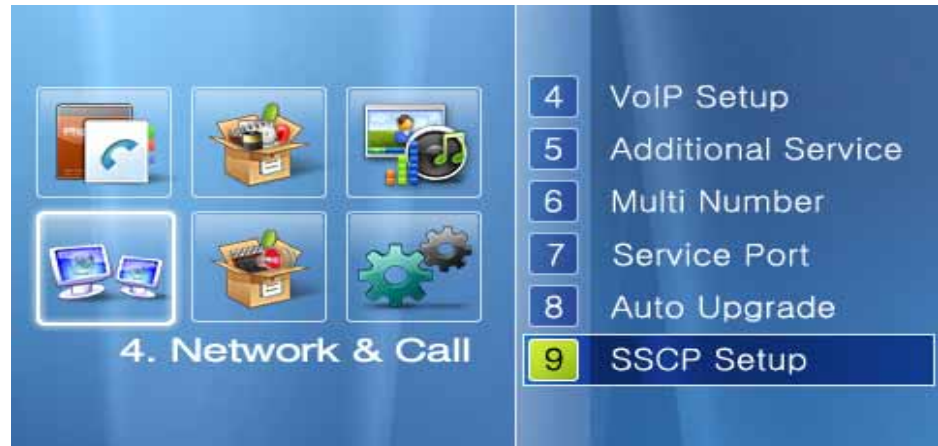 4. Network & Call
4 VoIP Setup
5 Additional Service
6 Multi Number
7 Service Port
8 Auto Upgrade
9 SSCP Setup